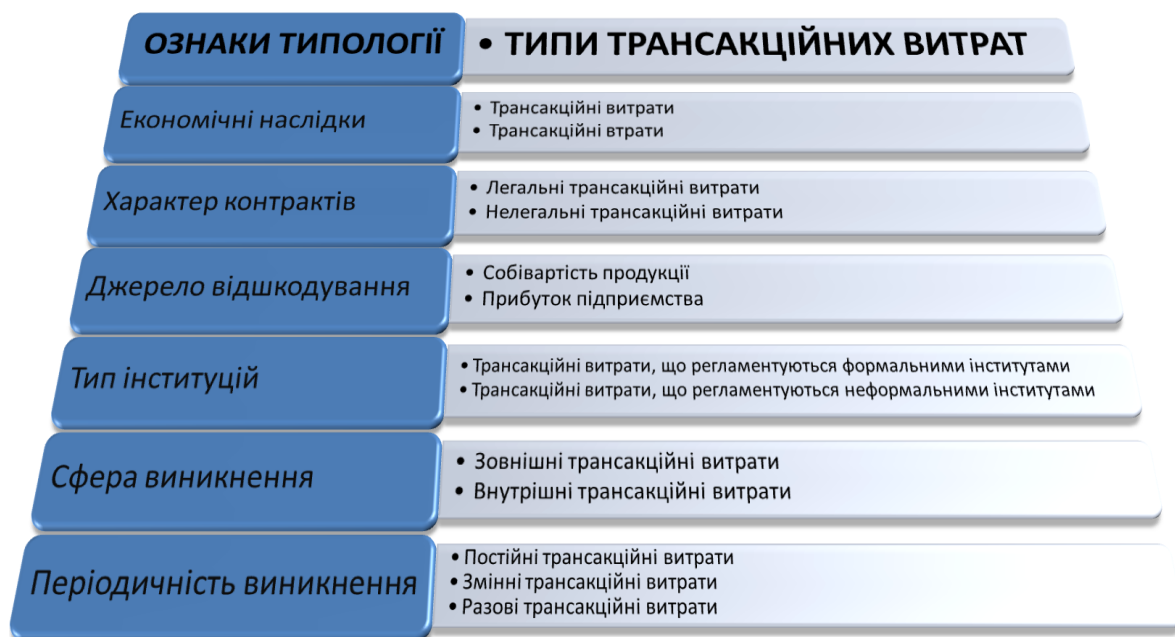 ОЗНАКИ ТИПОЛОГІЇ
• ТИПИ ТРАНСАКЦІЙНИХ ВИТРАТ
Економічні наслідки
• Трансакційні витрати
• Трансакційні втрати
Характер контрактів
• Легальні трансакційні витрати
• Нелегальні трансакційні витрати
Джерело відшкодування
• Собівартість продукції
• Прибуток підприємства
Тип інституцій
• Трансакційні витрати, що регламентуються формальними інститутами
• Трансакційні витрати, що регламентуються неформальними інститутами
Сфера виникнення
• Зовнішні трансакційні витрати
• Внутрішні трансакційні витрати
Періодичність виникнення
• Постійні трансакційні витрати
• Змінні трансакційні витрати
• Разові трансакційні витрати